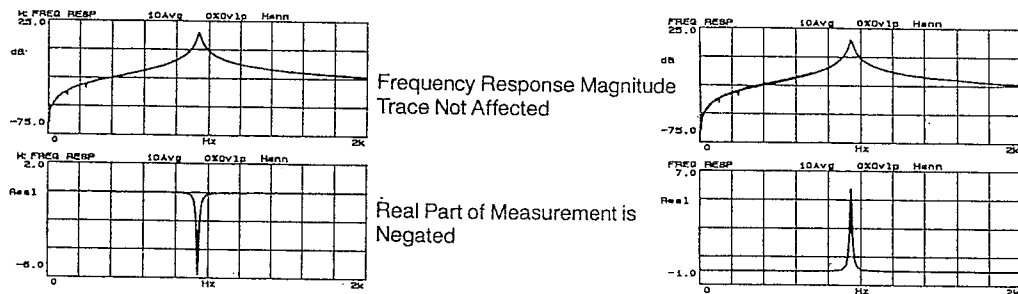 W: FREQ RESP 10Avg 0%Ovlp Hann
25.0
dB
-75.0
0 Hz 2k
Frequency Response Magnitude
Trace Not Affected
10Avg 0%Ovlp Hann
25.0
dB
-75.0
0 Hz 2k
W: FREQ RESP 10Avg 0%Ovlp Hann
2.0
Real
-6.0
0 Hz 2k
Real Part of Measurement is
Negated
FREQ RESP 10Avg 0%Ovlp Hann
7.0
Real
-1.0
0 Hz 2k